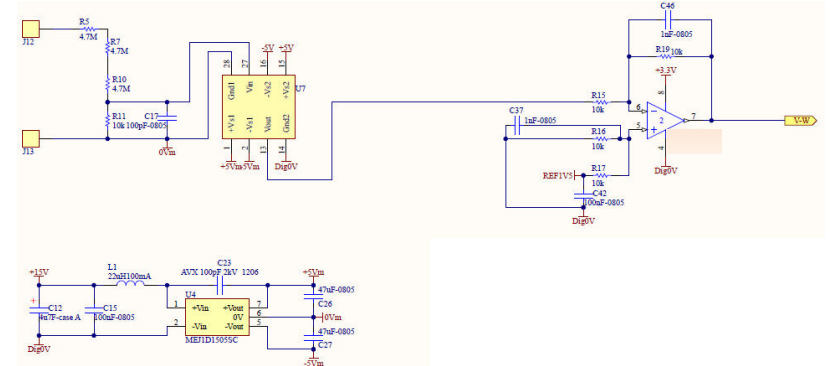 C46
1nF-0805
R19 10k
R5
4.7M
J12
R7
4.7M
-5V
+5V
+3.3V
28
27
16
15
8
R10
4.7M
Gnd1
Vin
-Vs2
+Vs2
U7
R15
10k
6
R11
10k
C17
100pF-0805
C37
1nF-0805
2
7
V-W
+Vs1
-Vs1
Vout
Gnd2
5
R16
10k
J13
0Vm
1
2
13
14
4
+5Vm
-5Vm
Dig0V
R17
10k
REF1V5
Dig0V
C42
100nF-0805
Dig0V
+15V
L1
22uH100mA
C23
AVX 100pF 2kV 1206
+5Vm
U4
47uF-0805
C26
+
C12
4u7F-case A
C15
100nF-0805
1
+Vin
+Vout
7
0V
6
0Vm
2
-Vin
-Vout
5
47uF-0805
C27
MEJ1D1505SC
Dig0V
-5Vm